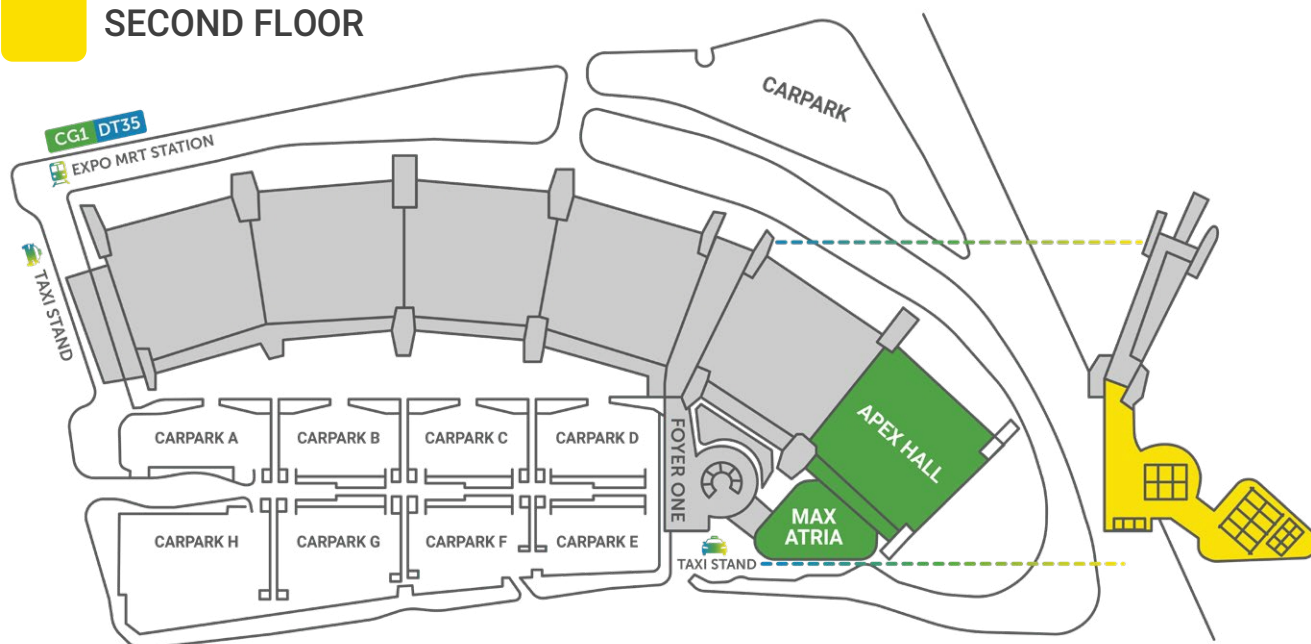 SECOND FLOOR
CARPARK
CG1 DT35
EXPO MRT STATION
TAXI STAND
APEX HALL
FOYER ONE
CARPARK A
CARPARK B
CARPARK C
CARPARK D
MAX
ATRIA
CARPARK H
CARPARK G
CARPARK F
CARPARK E
TAXI STAND